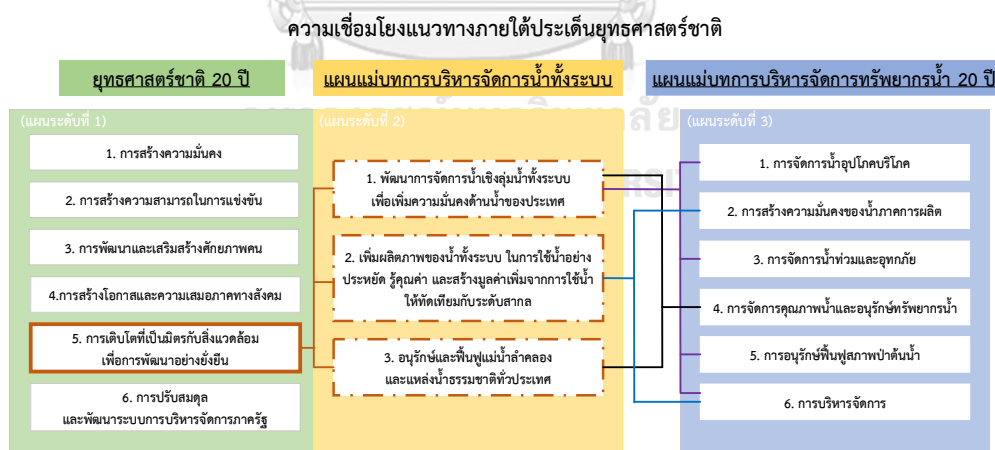 ความเชื่อมโยงแนวทางภายใต้ประเด็นยุทธศาสตร์ชาติ
ยุทธศาสตร์ชาติ 20 ปี
แผนแม่บทการบริหารจัดการน้ำทั้งระบบ
แผนแม่บทการบริหารจัดการทรัพยากรน้ำ 20 ปี
(แผนระดับที่ 1)
1. การสร้างความมั่นคง
2. การสร้างความสามารถในการแข่งขัน
3. การพัฒนาและเสริมสร้างศักยภาพคน
4.การสร้างโอกาสและความเสมอภาคทางสังคม
5. การเติบโตที่เป็นมิตรกับสิ่งแวดล้อม
เพื่อการพัฒนาอย่างยั่งยืน
6. การปรับสมดุล
และพัฒนาระบบการบริหารจัดการภาครัฐ
(แผนระดับที่ 2)
1. พัฒนาการจัดการน้ำเชิงลุ่มน้ำทั้งระบบ
เพื่อเพิ่มความมั่นคงด้านน้ำของประเทศ
2. เพิ่มผลิตภาพของน้ำทั้งระบบ ในการใช้น้ำอย่าง
ประหยัด รู้คุณค่า และสร้างมูลค่าเพิ่มจากการใช้น้ำ
ให้ทัดเทียมกับระดับสากล
3. อนุรักษ์และฟื้นฟูแม่น้ำลำคลอง
และแหล่งน้ำธรรมชาติทั่วประเทศ
(แผนระดับที่ 3)
1. การจัดการน้ำอุปโภคบริโภค
2. การสร้างความมั่นคงของน้ำภาคการผลิต
3. การจัดการน้ำท่วมและอุทกภัย
4. การจัดการคุณภาพน้ำและอนุรักษ์ทรัพยากรน้ำ
5. การอนุรักษ์ฟื้นฟูสภาพป่าต้นน้ำ
6. การบริหารจัดการ